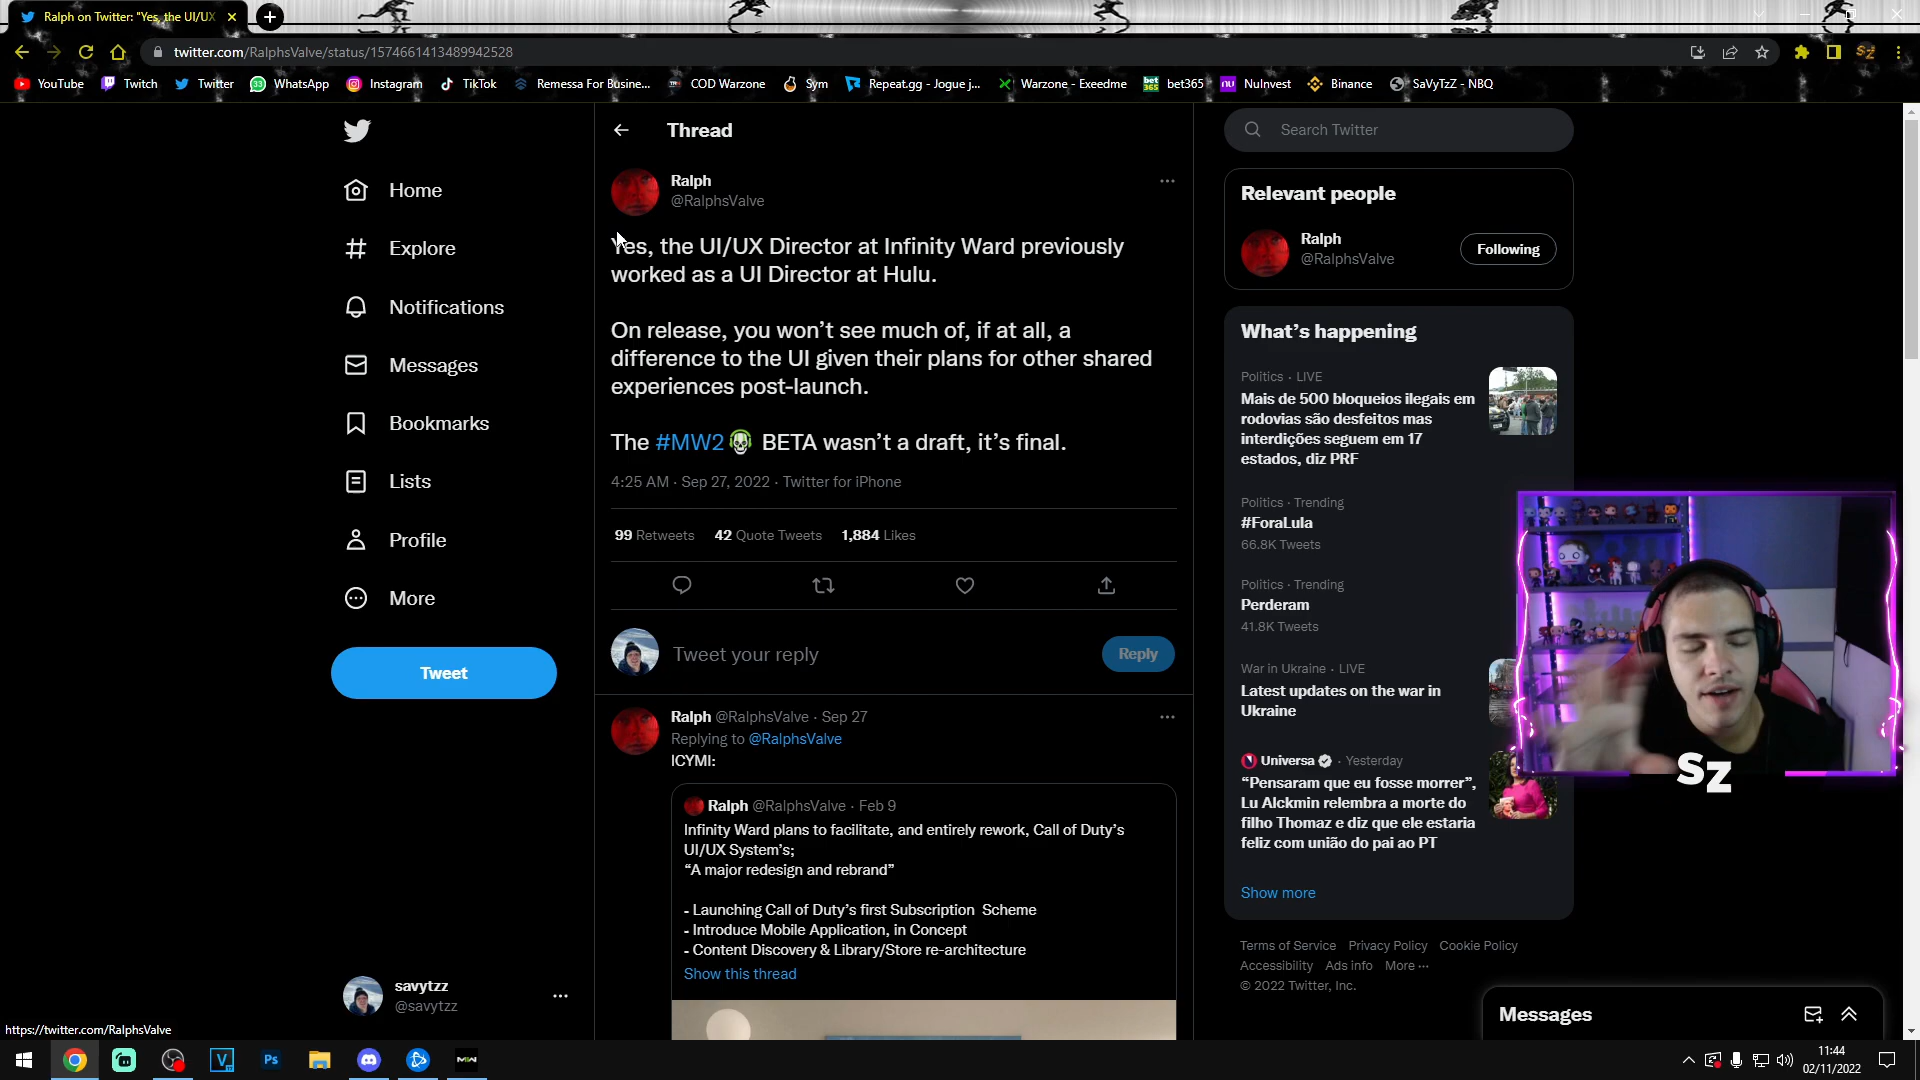 Ralph on Twitter: "Yes, the UI/UX
twitter.com/RalphsValve/status/1574661413489942528
YouTube
Twitch
Twitter
WhatsApp
Instagram
TikTok
Remessa For Busine...
COD Warzone
Sym
Repeat.gg - Jogue j...
Warzone - Exeedme
bet365
NuInvest
Binance
SaVyTzZ - NBQ
Home
Explore
Notifications
Messages
Bookmarks
Lists
Profile
More
Tweet
savytzz
@savytzz
https://twitter.com/RalphsValve
Thread
Ralph
@RalphsValve
Yes, the UI/UX Director at Infinity Ward previously
worked as a UI Director at Hulu.
On release, you won't see much of, if at all, a
difference to the UI given their plans for other shared
experiences post-launch.
The #MW2 BETA wasn't a draft, it's final.
4:25 AM · Sep 27, 2022 · Twitter for iPhone
99 Retweets 42 Quote Tweets 1,884 Likes
Tweet your reply
Reply
Ralph @RalphsValve · Sep 27
Replying to @RalphsValve
ICYMI:
Ralph @RalphsValve · Feb 9
Infinity Ward plans to facilitate, and entirely rework, Call of Duty's
UI/UX System's;
"A major redesign and rebrand"
- Launching Call of Duty's first Subscription Scheme
- Introduce Mobile Application, in Concept
- Content Discovery & Library/Store re-architecture
Show this thread
Search Twitter
Relevant people
Ralph
@RalphsValve
Following
What's happening
Politics · LIVE
Mais de 500 bloqueios ilegais em
rodovias são desfeitos mas
interdições seguem em 17
estados, diz PRF
Politics · Trending
#ForaLula
66.8K Tweets
Politics · Trending
Perderam
41.8K Tweets
War in Ukraine · LIVE
Latest updates on the war in
Ukraine
Universa · Yesterday
"Pensaram que eu fosse morrer",
Lu Alckmin relembra a morte do
filho Thomaz e diz que ele estaria
feliz com união do pai ao PT
Show more
Terms of Service Privacy Policy Cookie Policy
Accessibility Ads info More ···
© 2022 Twitter, Inc.
Sz
Messages
11:44
02/11/2022